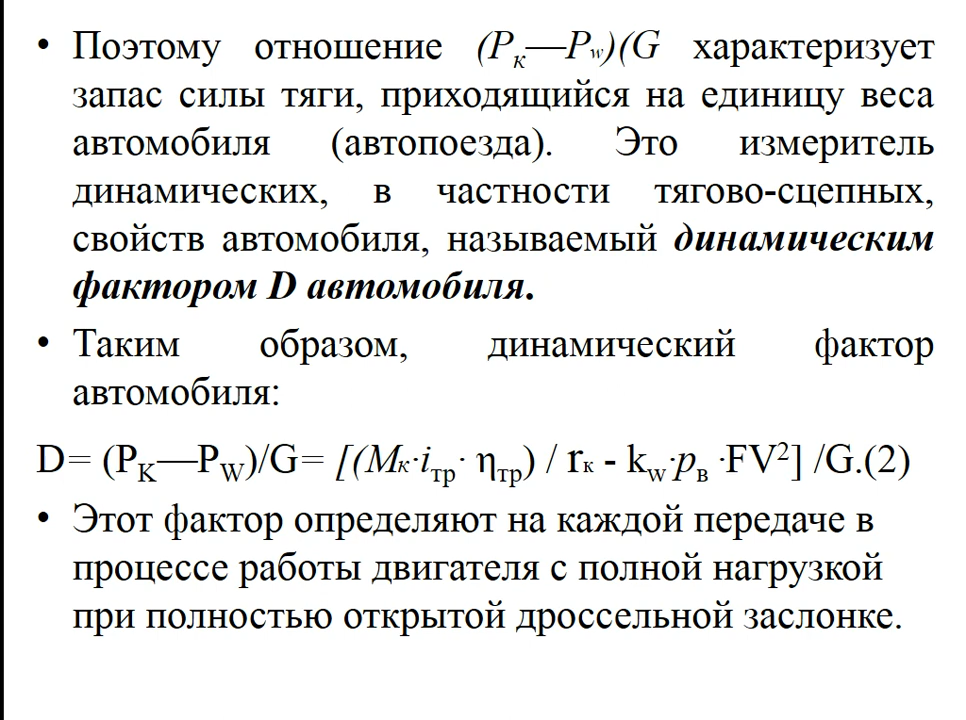 • Поэтому отношение (Pк—Pw)(G характеризует
запас силы тяги, приходящийся на единицу веса
автомобиля (автопоезда). Это измеритель
динамических, в частности тягово-сцепных,
свойств автомобиля, называемый динамическим
фактором D автомобиля.
• Таким образом, динамический фактор
автомобиля:
D= (PK—PW)/G= [(Mк·iтр· ηтр) / rк - kw·pв ·FV²] /G.(2)
• Этот фактор определяют на каждой передаче в
процессе работы двигателя с полной нагрузкой
при полностью открытой дроссельной заслонке.